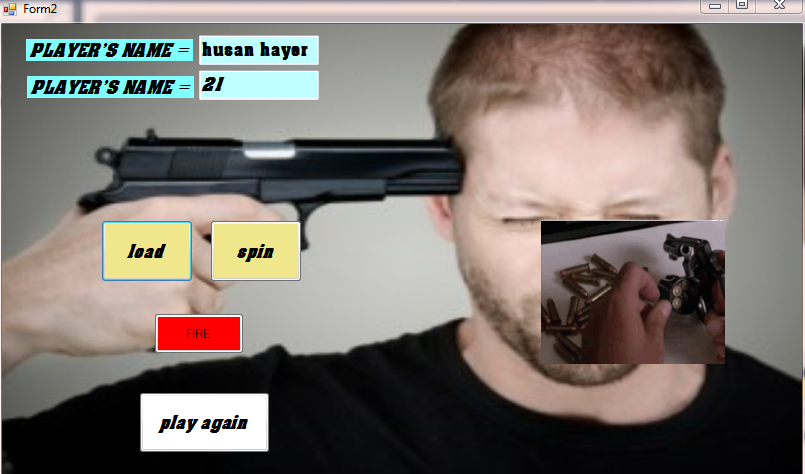 Form2
PLAYER'S NAME = husan hayer
PLAYER'S NAME = 21
load spin
FIRE
play again